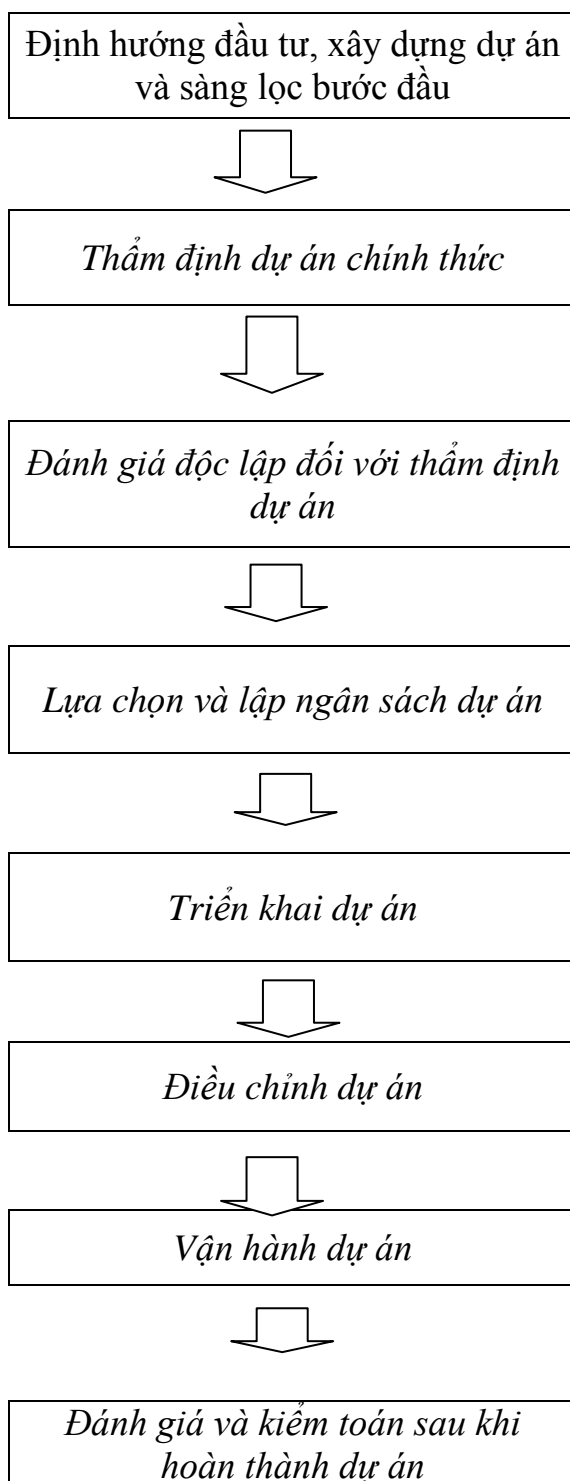 Định hướng đầu tư, xây dựng dự án
và sàng lọc bước đầu
Thẩm định dự án chính thức
Đánh giá độc lập đối với thẩm định
dự án
Lựa chọn và lập ngân sách dự án
Triển khai dự án
Điều chỉnh dự án
Vận hành dự án
Đánh giá và kiểm toán sau khi
hoàn thành dự án